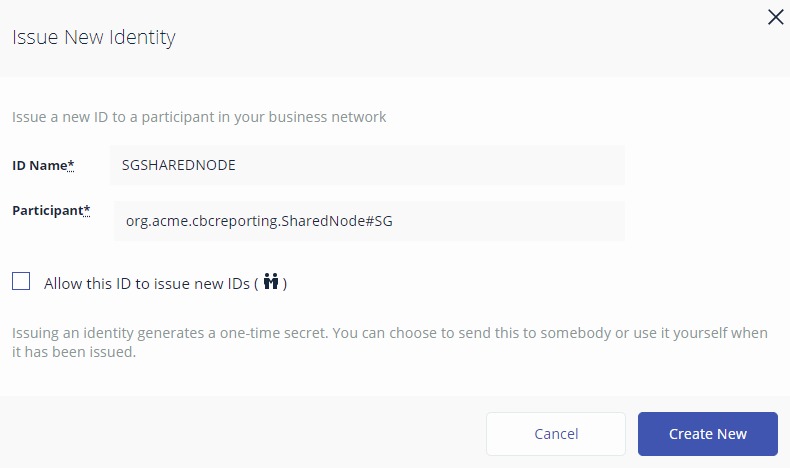 Issue New Identity
Issue a new ID to a participant in your business network
ID Name* SGSHAREDNODE
Participant* org.acme.cbcreporting.SharedNode#SG
Allow this ID to issue new IDs ( )
Issuing an identity generates a one-time secret. You can choose to send this to somebody or use it yourself when
it has been issued.
Cancel Create New